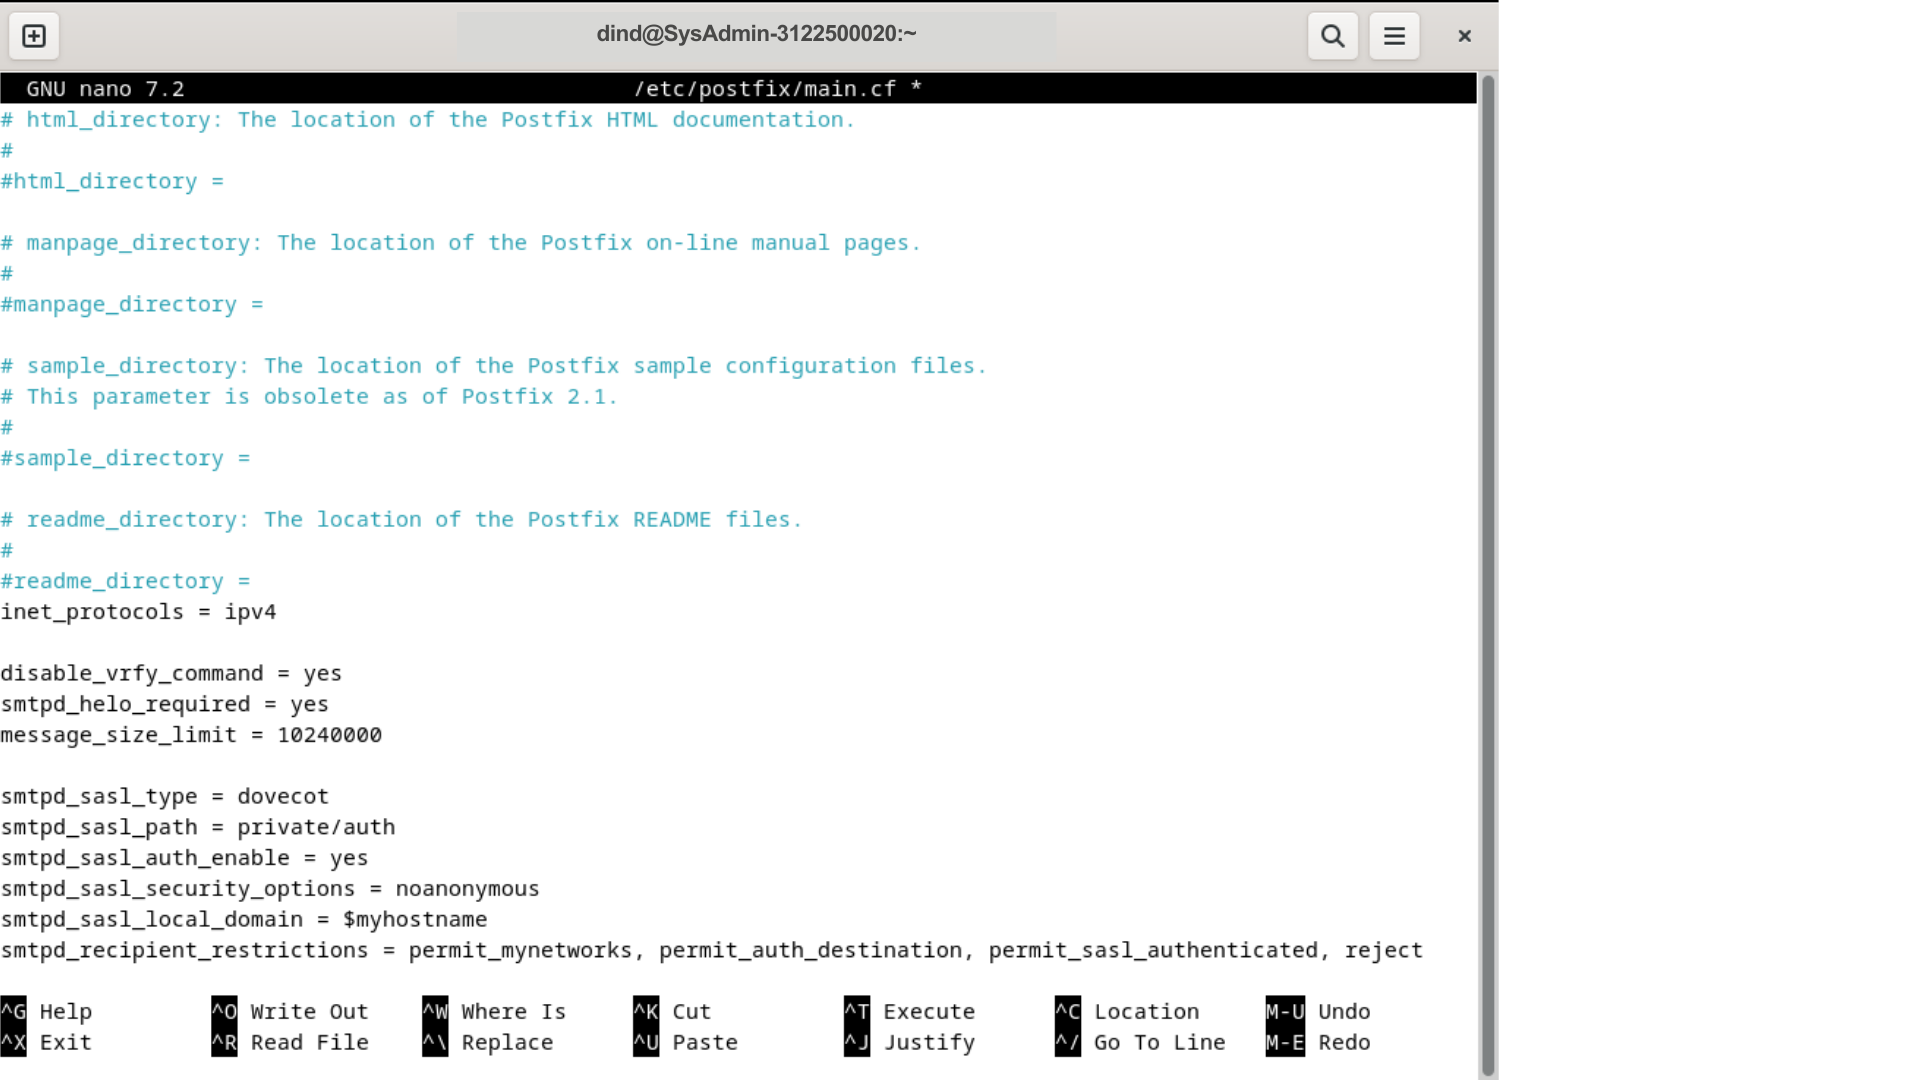 dind@SysAdmin-3122500020:~
GNU nano 7.2 /etc/postfix/main.cf *
# html_directory: The location of the Postfix HTML documentation.
#
#html_directory =
# manpage_directory: The location of the Postfix on-line manual pages.
#
#manpage_directory =
# sample_directory: The location of the Postfix sample configuration files.
# This parameter is obsolete as of Postfix 2.1.
#
#sample_directory =
# readme_directory: The location of the Postfix README files.
#
#readme_directory =
inet_protocols = ipv4
disable_vrfy_command = yes
smtpd_helo_required = yes
message_size_limit = 10240000
smtpd_sasl_type = dovecot
smtpd_sasl_path = private/auth
smtpd_sasl_auth_enable = yes
smtpd_sasl_security_options = noanonymous
smtpd_sasl_local_domain = $myhostname
smtpd_recipient_restrictions = permit_mynetworks, permit_auth_destination, permit_sasl_authenticated, reject
^G Help ^O Write Out ^W Where Is ^K Cut ^T Execute ^C Location M-U Undo
^X Exit ^R Read File ^\ Replace ^U Paste ^J Justify ^/ Go To Line M-E Redo